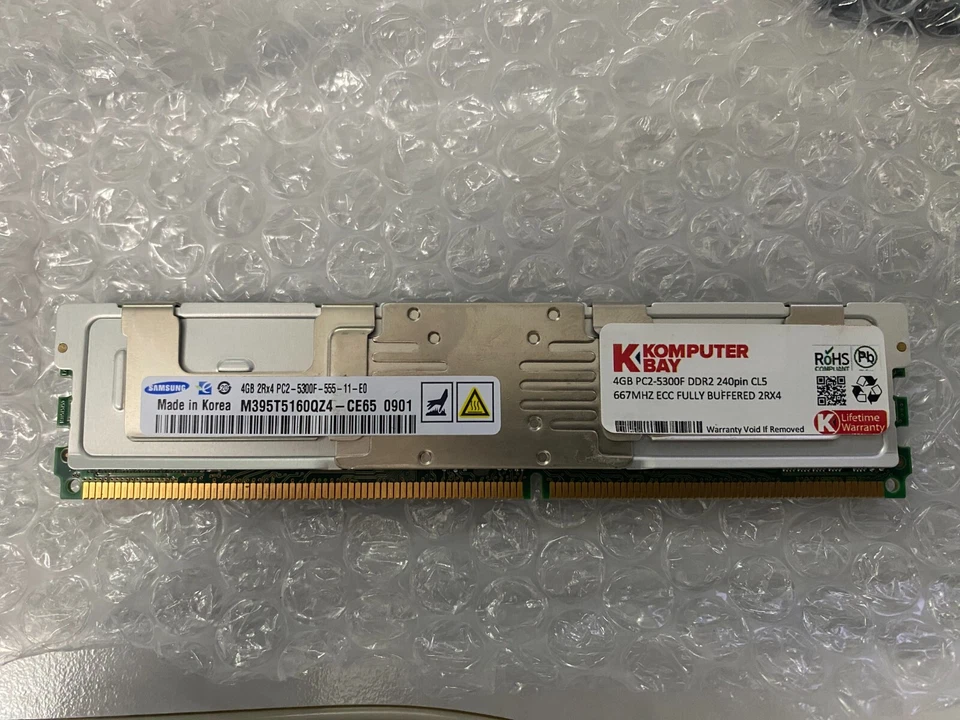 SAMSUNG
4GB 2Rx4 PC2-5300F-555-11-E0
Made in Korea M395T5160QZ4-CE65 0901
KOMPUTER
BAY
4GB PC2-5300F DDR2 240pin CL5
667MHZ ECC FULLY BUFFERED 2RX4
Warranty Void If Removed
RoHS
COMPLIANT
Pb
K
Lifetime
Warranty